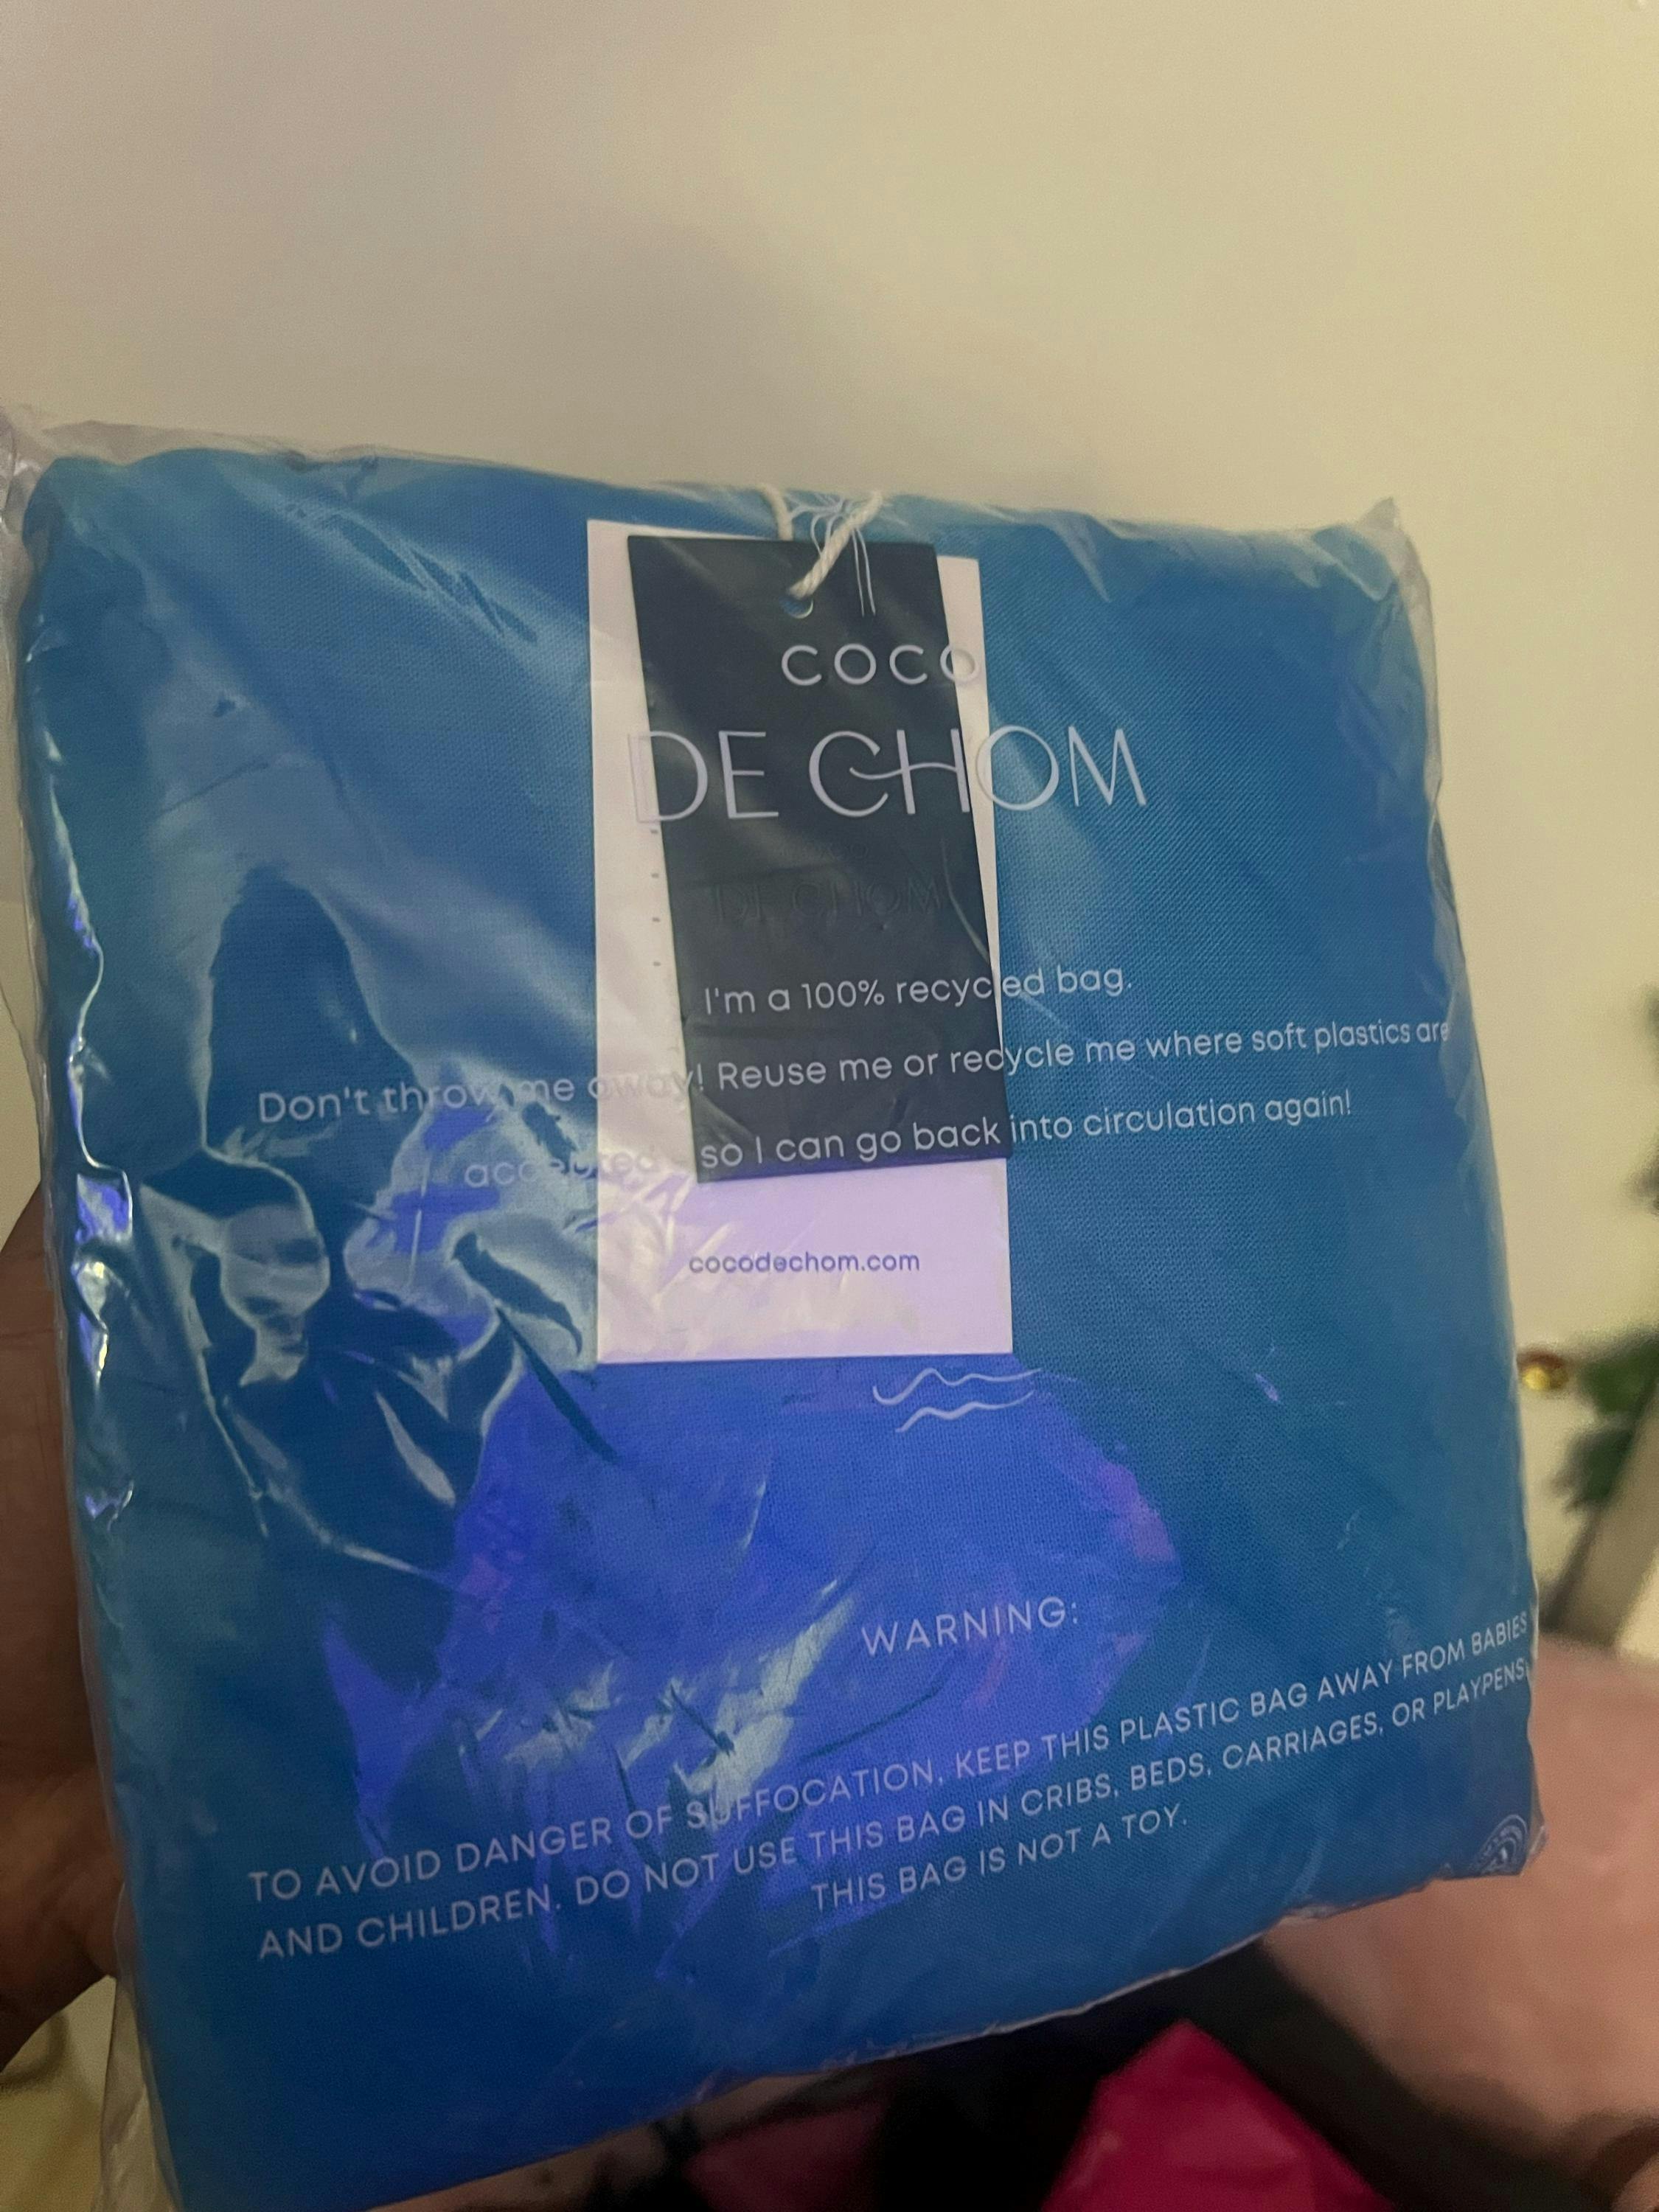 COCO
DE CHOM
DE CHOM
I'm a 100% recycled bag.
Don't throw me away! Reuse me or recycle me where soft plastics are
accepted so I can go back into circulation again!
cocodechom.com
WARNING:
TO AVOID DANGER OF SUFFOCATION, KEEP THIS PLASTIC BAG AWAY FROM BABIES
AND CHILDREN. DO NOT USE THIS BAG IN CRIBS, BEDS, CARRIAGES, OR PLAYPENS.
THIS BAG IS NOT A TOY.